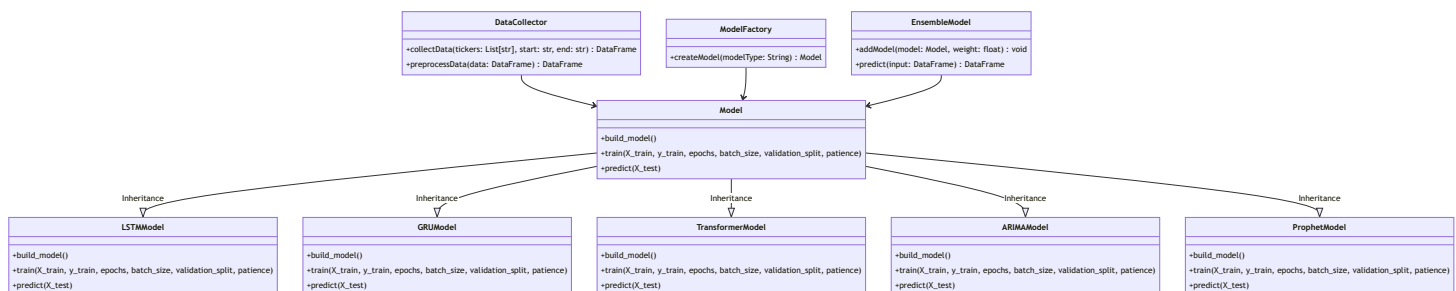 DataCollector
+collectData(tickers: List[str], start: str, end: str) : DataFrame
+preprocessData(data: DataFrame) : DataFrame
ModelFactory
+createModel(modelType: String) : Model
EnsembleModel
+addModel(model: Model, weight: float) : void
+predict(input: DataFrame) : DataFrame
Model
+build_model()
+train(X_train, y_train, epochs, batch_size, validation_split, patience)
+predict(X_test)
Inheritance
Inheritance
Inheritance
Inheritance
Inheritance
LSTMModel
+build_model()
+train(X_train, y_train, epochs, batch_size, validation_split, patience)
+predict(X_test)
GRUModel
+build_model()
+train(X_train, y_train, epochs, batch_size, validation_split, patience)
+predict(X_test)
TransformerModel
+build_model()
+train(X_train, y_train, epochs, batch_size, validation_split, patience)
+predict(X_test)
ARIMAModel
+build_model()
+train(X_train, y_train, epochs, batch_size, validation_split, patience)
+predict(X_test)
ProphetModel
+build_model()
+train(X_train, y_train, epochs, batch_size, validation_split, patience)
+predict(X_test)